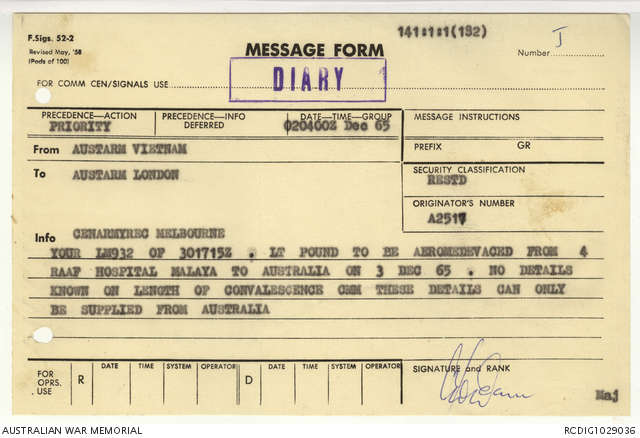 F.Sigs. 52-2
Revised May, '58
(Pads of 100)
141:1:1(192)
MESSAGE FORM
Number I
FOR COMM CEN/SIGNALS USE
DIARY
PRECEDENCE—ACTION
PRIORITY
PRECEDENCE—INFO
DEFERRED
DATE—TIME—GROUP
020400Z Dec 65
MESSAGE INSTRUCTIONS
PREFIX GR
From AUSTARM VIETNAM
To AUSTARM LONDON
SECURITY CLASSIFICATION
RESTD
ORIGINATOR'S NUMBER
A2517
Info CENARMYREC MELBOURNE
YOUR LM932 OF 301715Z . LT POUND TO BE AEROMEDEVACED FROM 4
RAAF HOSPITAL MALAYA TO AUSTRALIA ON 3 DEC 65 . NO DETAILS
KNOWN ON LENGTH OF CONVALESCENCE CMM THESE DETAILS CAN ONLY
BE SUPPLIED FROM AUSTRALIA
FOR OPRS. USE
R
DATE TIME SYSTEM OPERATOR
D
DATE TIME SYSTEM OPERATOR
SIGNATURE and RANK
Maj
AUSTRALIAN WAR MEMORIAL
RCDIG1029036